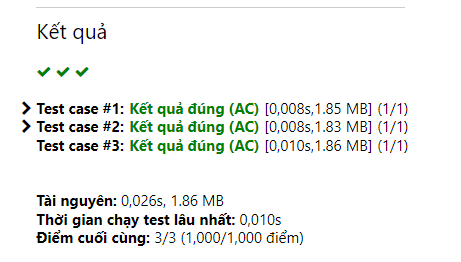 Kết quả
✔ ✔ ✔
Test case #1: Kết quả đúng (AC) [0,008s,1.85 MB] (1/1)
Test case #2: Kết quả đúng (AC) [0,008s,1.83 MB] (1/1)
Test case #3: Kết quả đúng (AC) [0,010s,1.86 MB] (1/1)
Tài nguyên: 0,026s, 1.86 MB
Thời gian chạy test lâu nhất: 0,010s
Điểm cuối cùng: 3/3 (1,000/1,000 điểm)